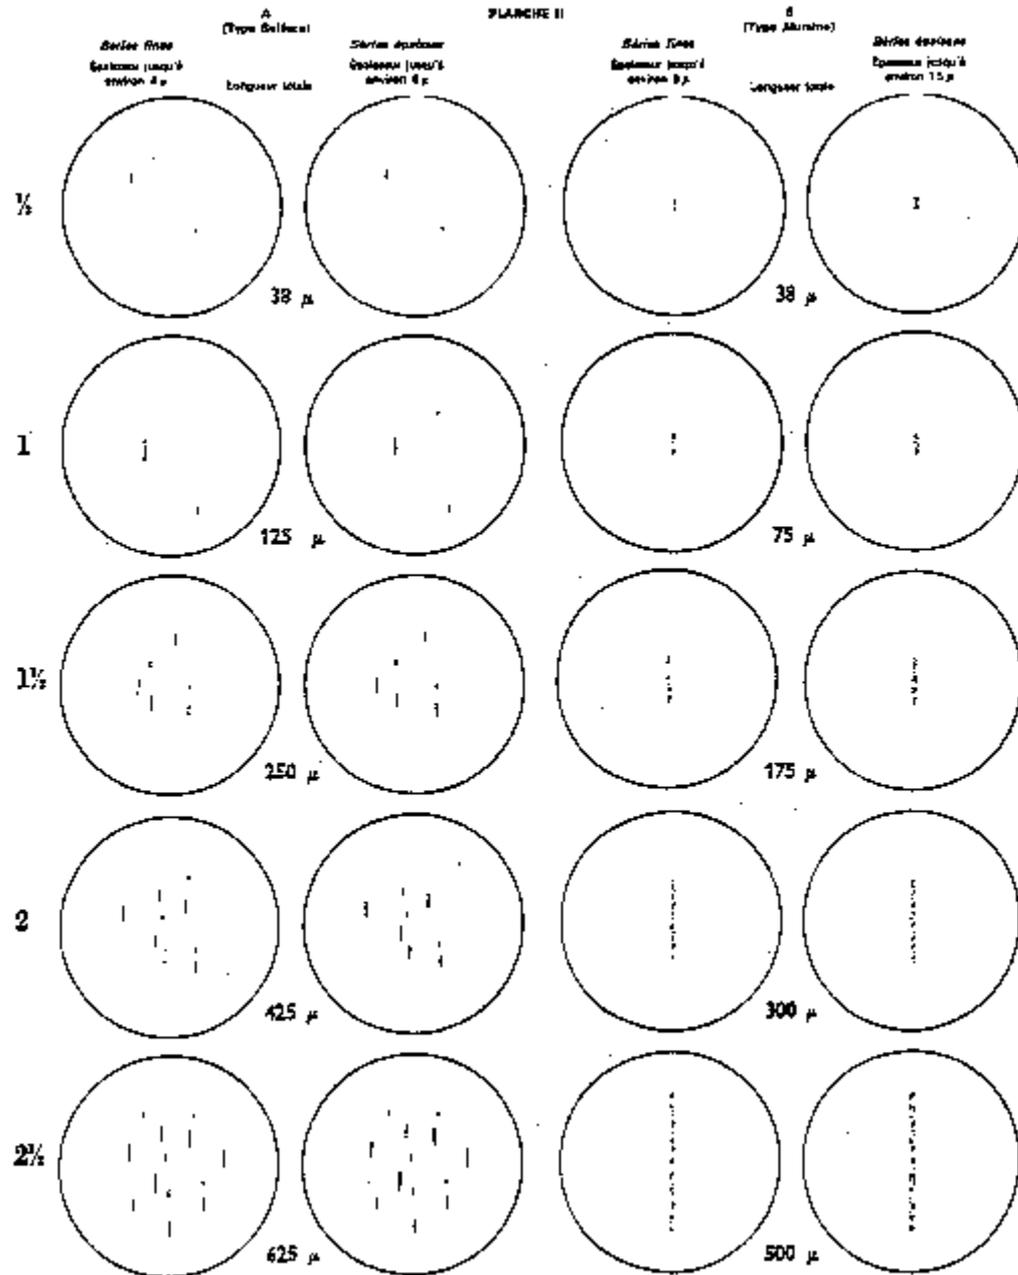 PLANCHE II
A
(Type Sulfure)
Séries fines
Épaisseur jusqu'à
environ 4 μ
Longueur totale
Séries épaisses
Épaisseur jusqu'à
environ 6 μ
B
(Type Alumine)
Séries fines
Épaisseur jusqu'à
environ 9 μ
Longueur totale
Séries épaisses
Épaisseur jusqu'à
environ 15 μ
½
38 μ
38 μ
1
125 μ
75 μ
1½
250 μ
175 μ
2
425 μ
300 μ
2½
625 μ
500 μ